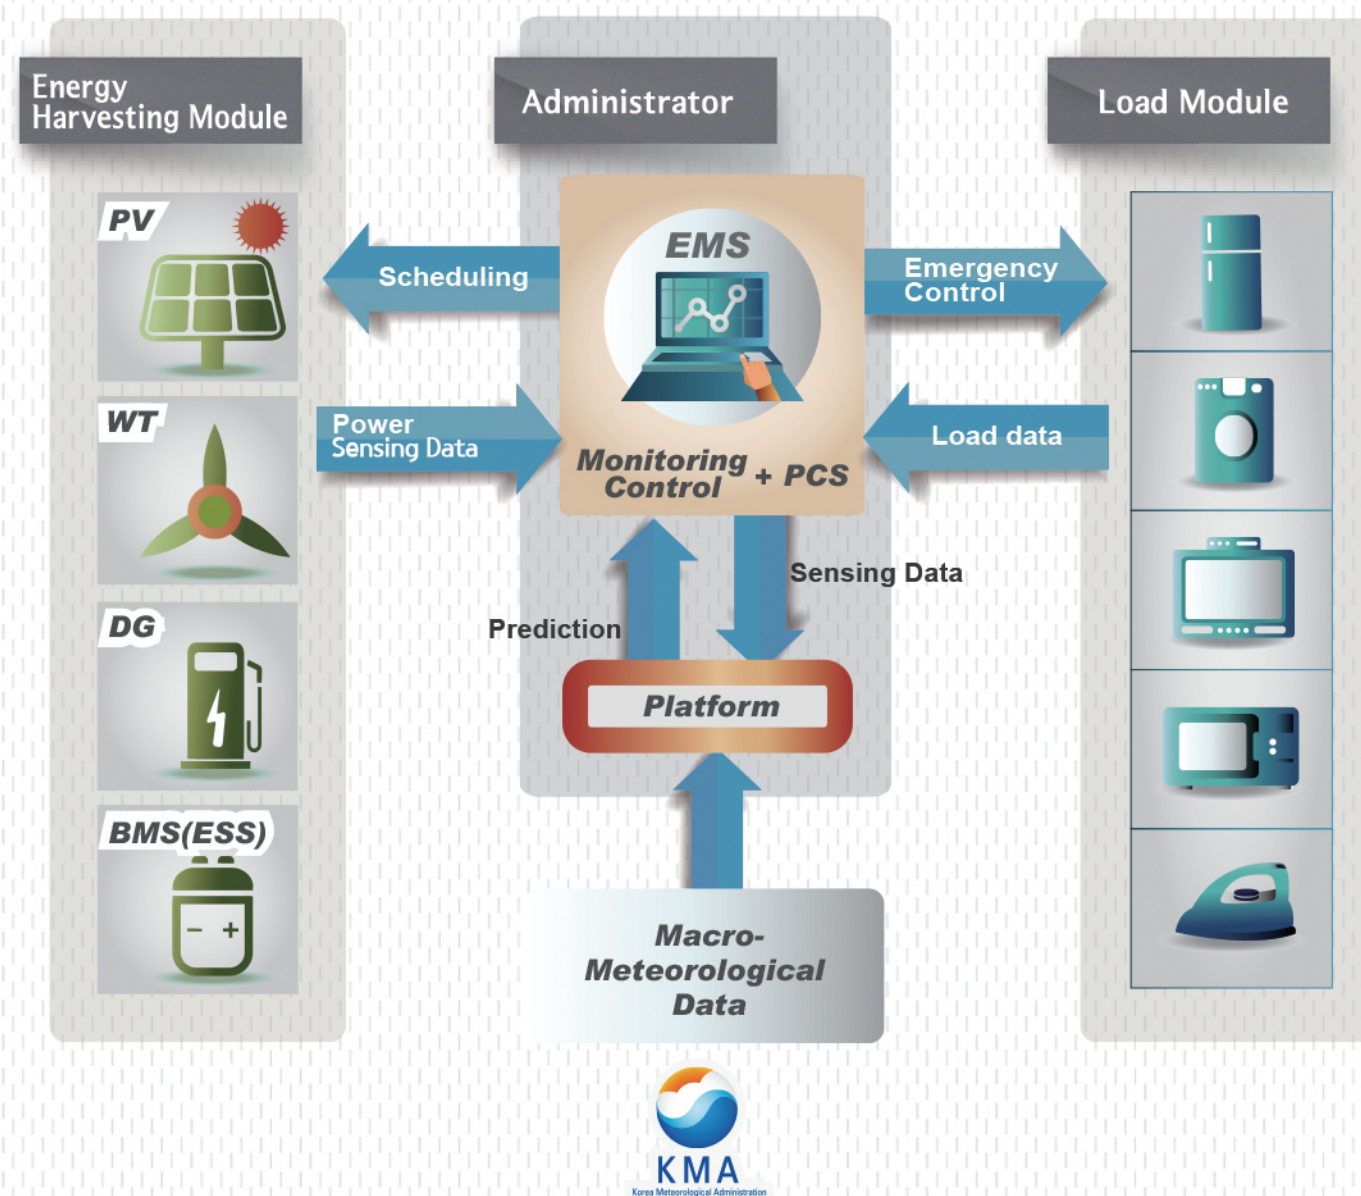 Energy
Harvesting Module
Administrator
Load Module
PV
WT
DG
BMS(ESS)
- +
Scheduling
Power
Sensing Data
EMS
Monitoring
Control + PCS
Emergency
Control
Load data
Prediction
Sensing Data
Platform
Macro-
Meteorological
Data
KMA
Korea Meteorological Administration